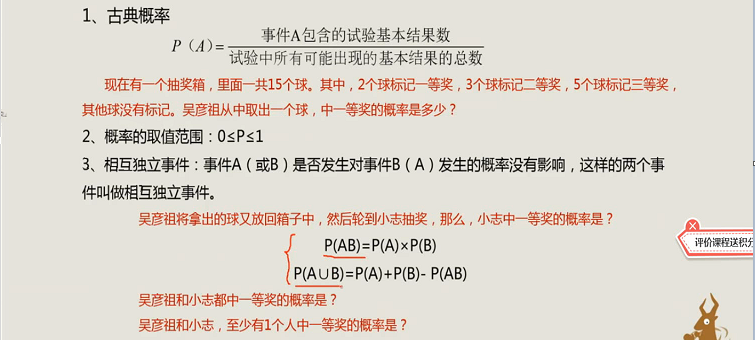 1、古典概率
P（A）=事件A包含的试验基本结果数/试验中所有可能出现的基本结果的总数
现在有一个抽奖箱，里面一共15个球。其中，2个球标记一等奖，3个球标记二等奖，5个球标记三等奖，
其他球没有标记。吴彦祖从中取出一个球，中一等奖的概率是多少？
2、概率的取值范围：0≤P≤1
3、相互独立事件：事件A（或B）是否发生对事件B（A）发生的概率没有影响，这样的两个事
件叫做相互独立事件。
吴彦祖将拿出的球又放回箱子中，然后轮到小志抽奖，那么，小志中一等奖的概率是？
P(AB)=P(A)×P(B)
P(A∪B)=P(A)+P(B)- P(AB)
吴彦祖和小志都中一等奖的概率是？
吴彦祖和小志，至少有1个人中一等奖的概率是？
评价课程送积分